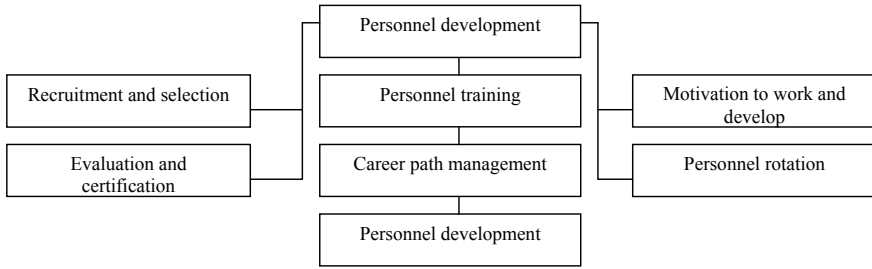 Personnel development
Recruitment and selection
Personnel training
Motivation to work and
develop
Evaluation and
certification
Career path management
Personnel rotation
Personnel development